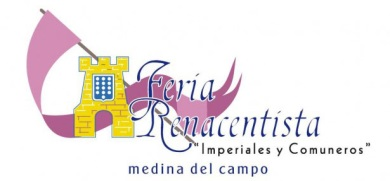 Feria
Renacentista
"Imperiales y Comuneros"
medina del campo